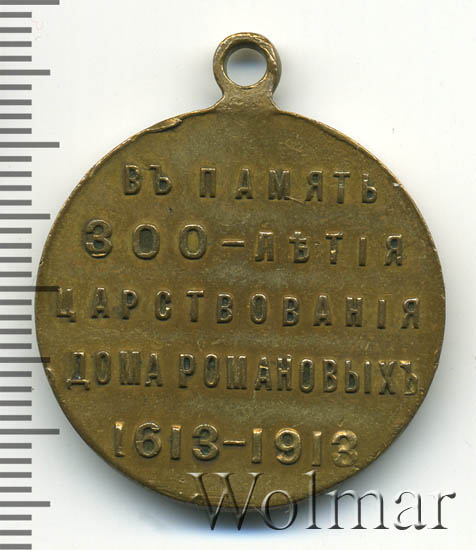 ВЪ ПАМЯТЬ
300-ЛѢТІЯ
ЦАРСТВОВАНІЯ
ДОМА РОМАНОВЫХЪ
1613-1913
Wolmar